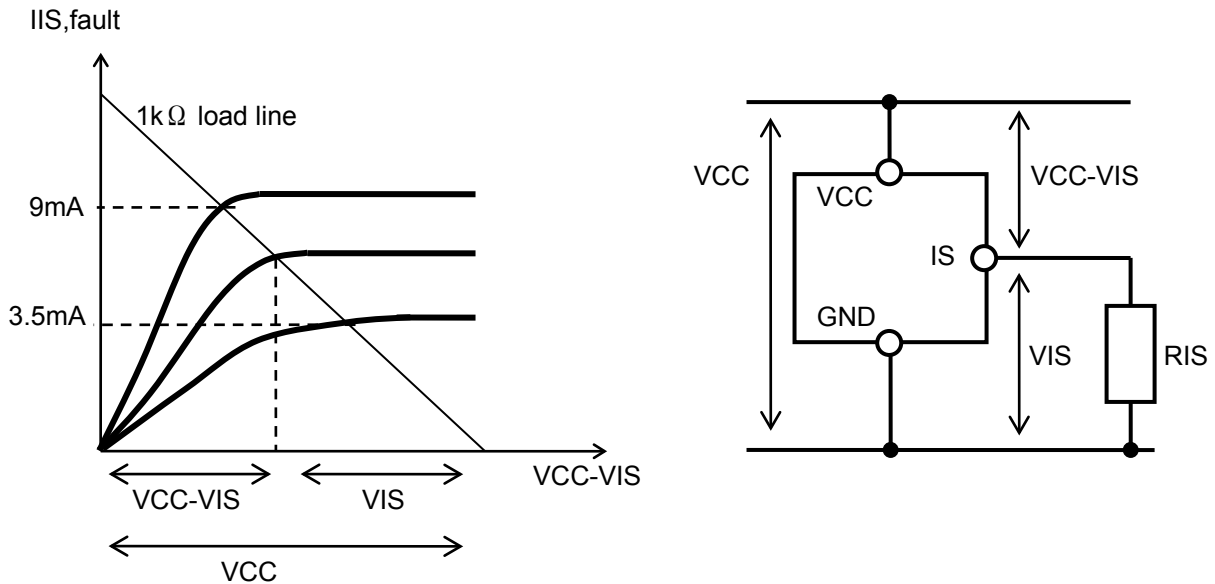 IIS,fault
1kΩ load line
9mA
3.5mA
VCC-VIS
VCC-VIS
VIS
VCC
VCC
VCC
VCC-VIS
IS
GND
VIS
RIS